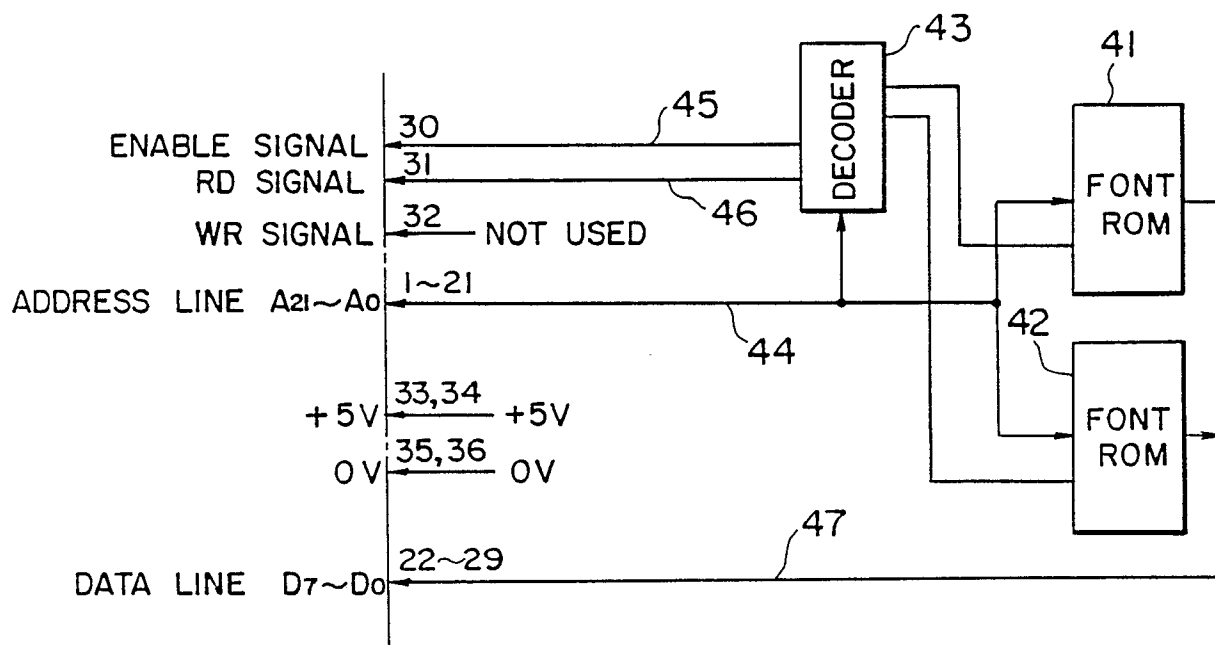 43
41
DECODER
45
ENABLE SIGNAL 30
RD SIGNAL 31
46
FONT
ROM
WR SIGNAL 32 NOT USED
ADDRESS LINE A21~A0 1~21
44
42
+5V 33,34 +5V
FONT
ROM
0V 35,36 0V
47
DATA LINE D7~D0 22~29